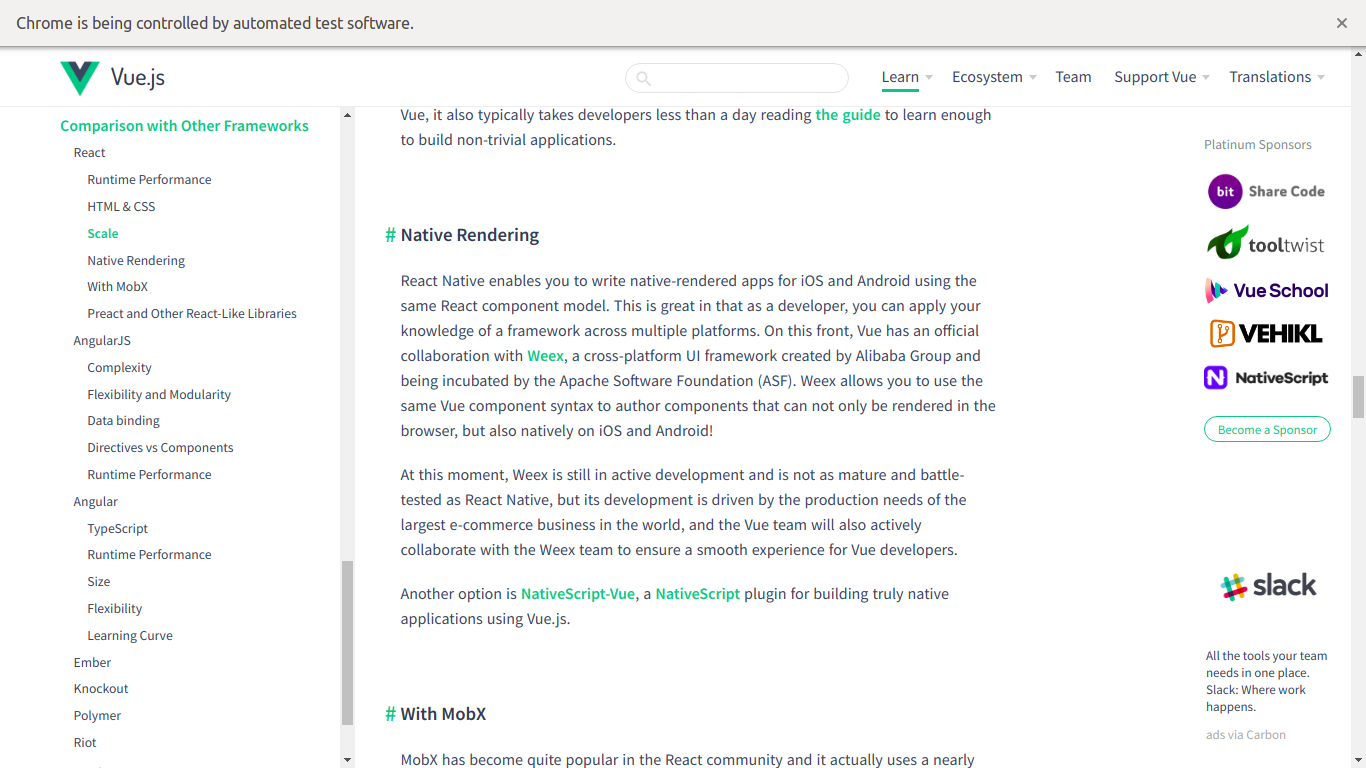 Chrome is being controlled by automated test software.
Vue.js
Learn
Ecosystem
Team
Support Vue
Translations
Comparison with Other Frameworks
React
Runtime Performance
HTML & CSS
Scale
Native Rendering
With MobX
Preact and Other React-Like Libraries
AngularJS
Complexity
Flexibility and Modularity
Data binding
Directives vs Components
Runtime Performance
Angular
TypeScript
Runtime Performance
Size
Flexibility
Learning Curve
Ember
Knockout
Polymer
Riot
Vue, it also typically takes developers less than a day reading the guide to learn enough
to build non-trivial applications.
# Native Rendering
React Native enables you to write native-rendered apps for iOS and Android using the
same React component model. This is great in that as a developer, you can apply your
knowledge of a framework across multiple platforms. On this front, Vue has an official
collaboration with Weex, a cross-platform UI framework created by Alibaba Group and
being incubated by the Apache Software Foundation (ASF). Weex allows you to use the
same Vue component syntax to author components that can not only be rendered in the
browser, but also natively on iOS and Android!
At this moment, Weex is still in active development and is not as mature and battle-
tested as React Native, but its development is driven by the production needs of the
largest e-commerce business in the world, and the Vue team will also actively
collaborate with the Weex team to ensure a smooth experience for Vue developers.
Another option is NativeScript-Vue, a NativeScript plugin for building truly native
applications using Vue.js.
# With MobX
MobX has become quite popular in the React community and it actually uses a nearly
Platinum Sponsors
bit Share Code
tooltwist
Vue School
VEHIKL
N NativeScript
Become a Sponsor
slack
All the tools your team
needs in one place.
Slack: Where work
happens.
ads via Carbon